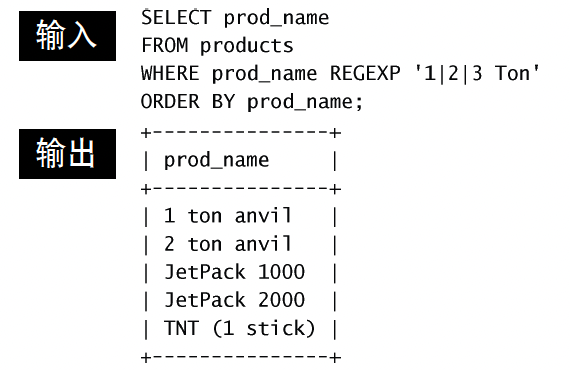 输入
SELECT prod_name
FROM products
WHERE prod_name REGEXP '1|2|3 Ton'
ORDER BY prod_name;
输出
+---------------+
| prod_name     |
+---------------+
| 1 ton anvil   |
| 2 ton anvil   |
| JetPack 1000  |
| JetPack 2000  |
| TNT (1 stick) |
+---------------+